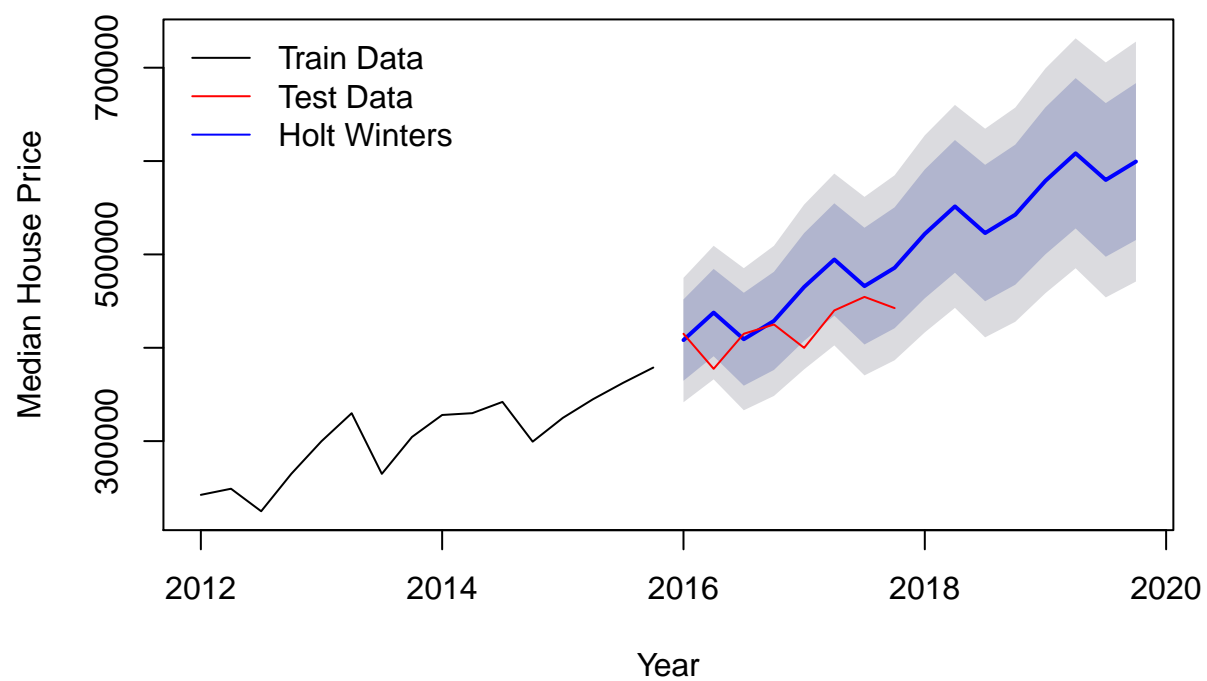 Train Data
Test Data
Holt Winters
Median House Price
700000
500000
300000
2012 2014 2016 2018 2020
Year